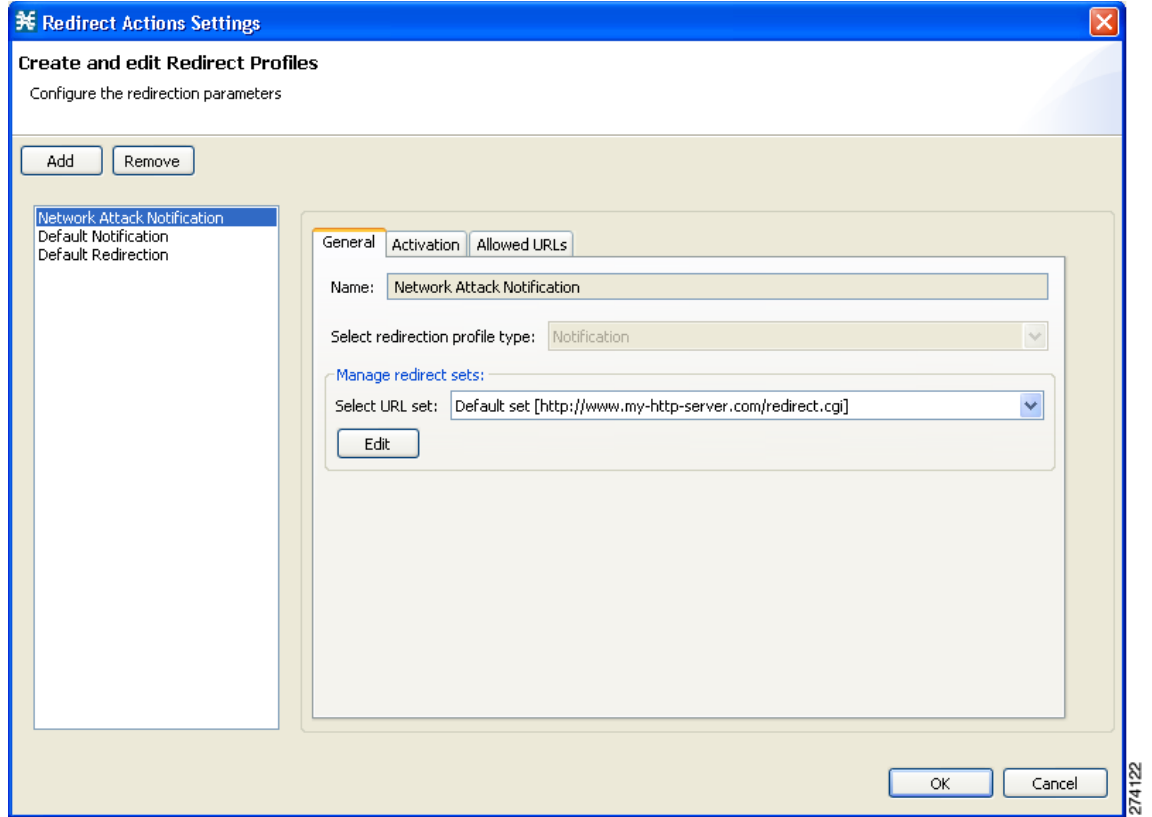 Redirect Actions Settings
Create and edit Redirect Profiles
Configure the redirection parameters
Add Remove
Network Attack Notification
Default Notification
Default Redirection
General Activation Allowed URLs
Name: Network Attack Notification
Select redirection profile type: Notification
Manage redirect sets:
Select URL set: Default set [http://www.my-http-server.com/redirect.cgi]
Edit
OK Cancel
274122